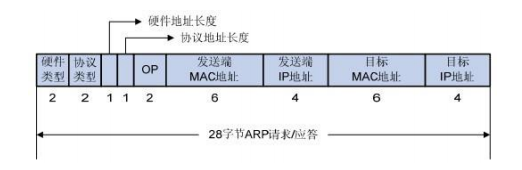 硬件地址长度
协议地址长度
硬件类型 协议类型 OP 发送端MAC地址 发送端IP地址 目标MAC地址 目标IP地址
2 2 1 1 2 6 4 6 4
28字节ARP请求/应答